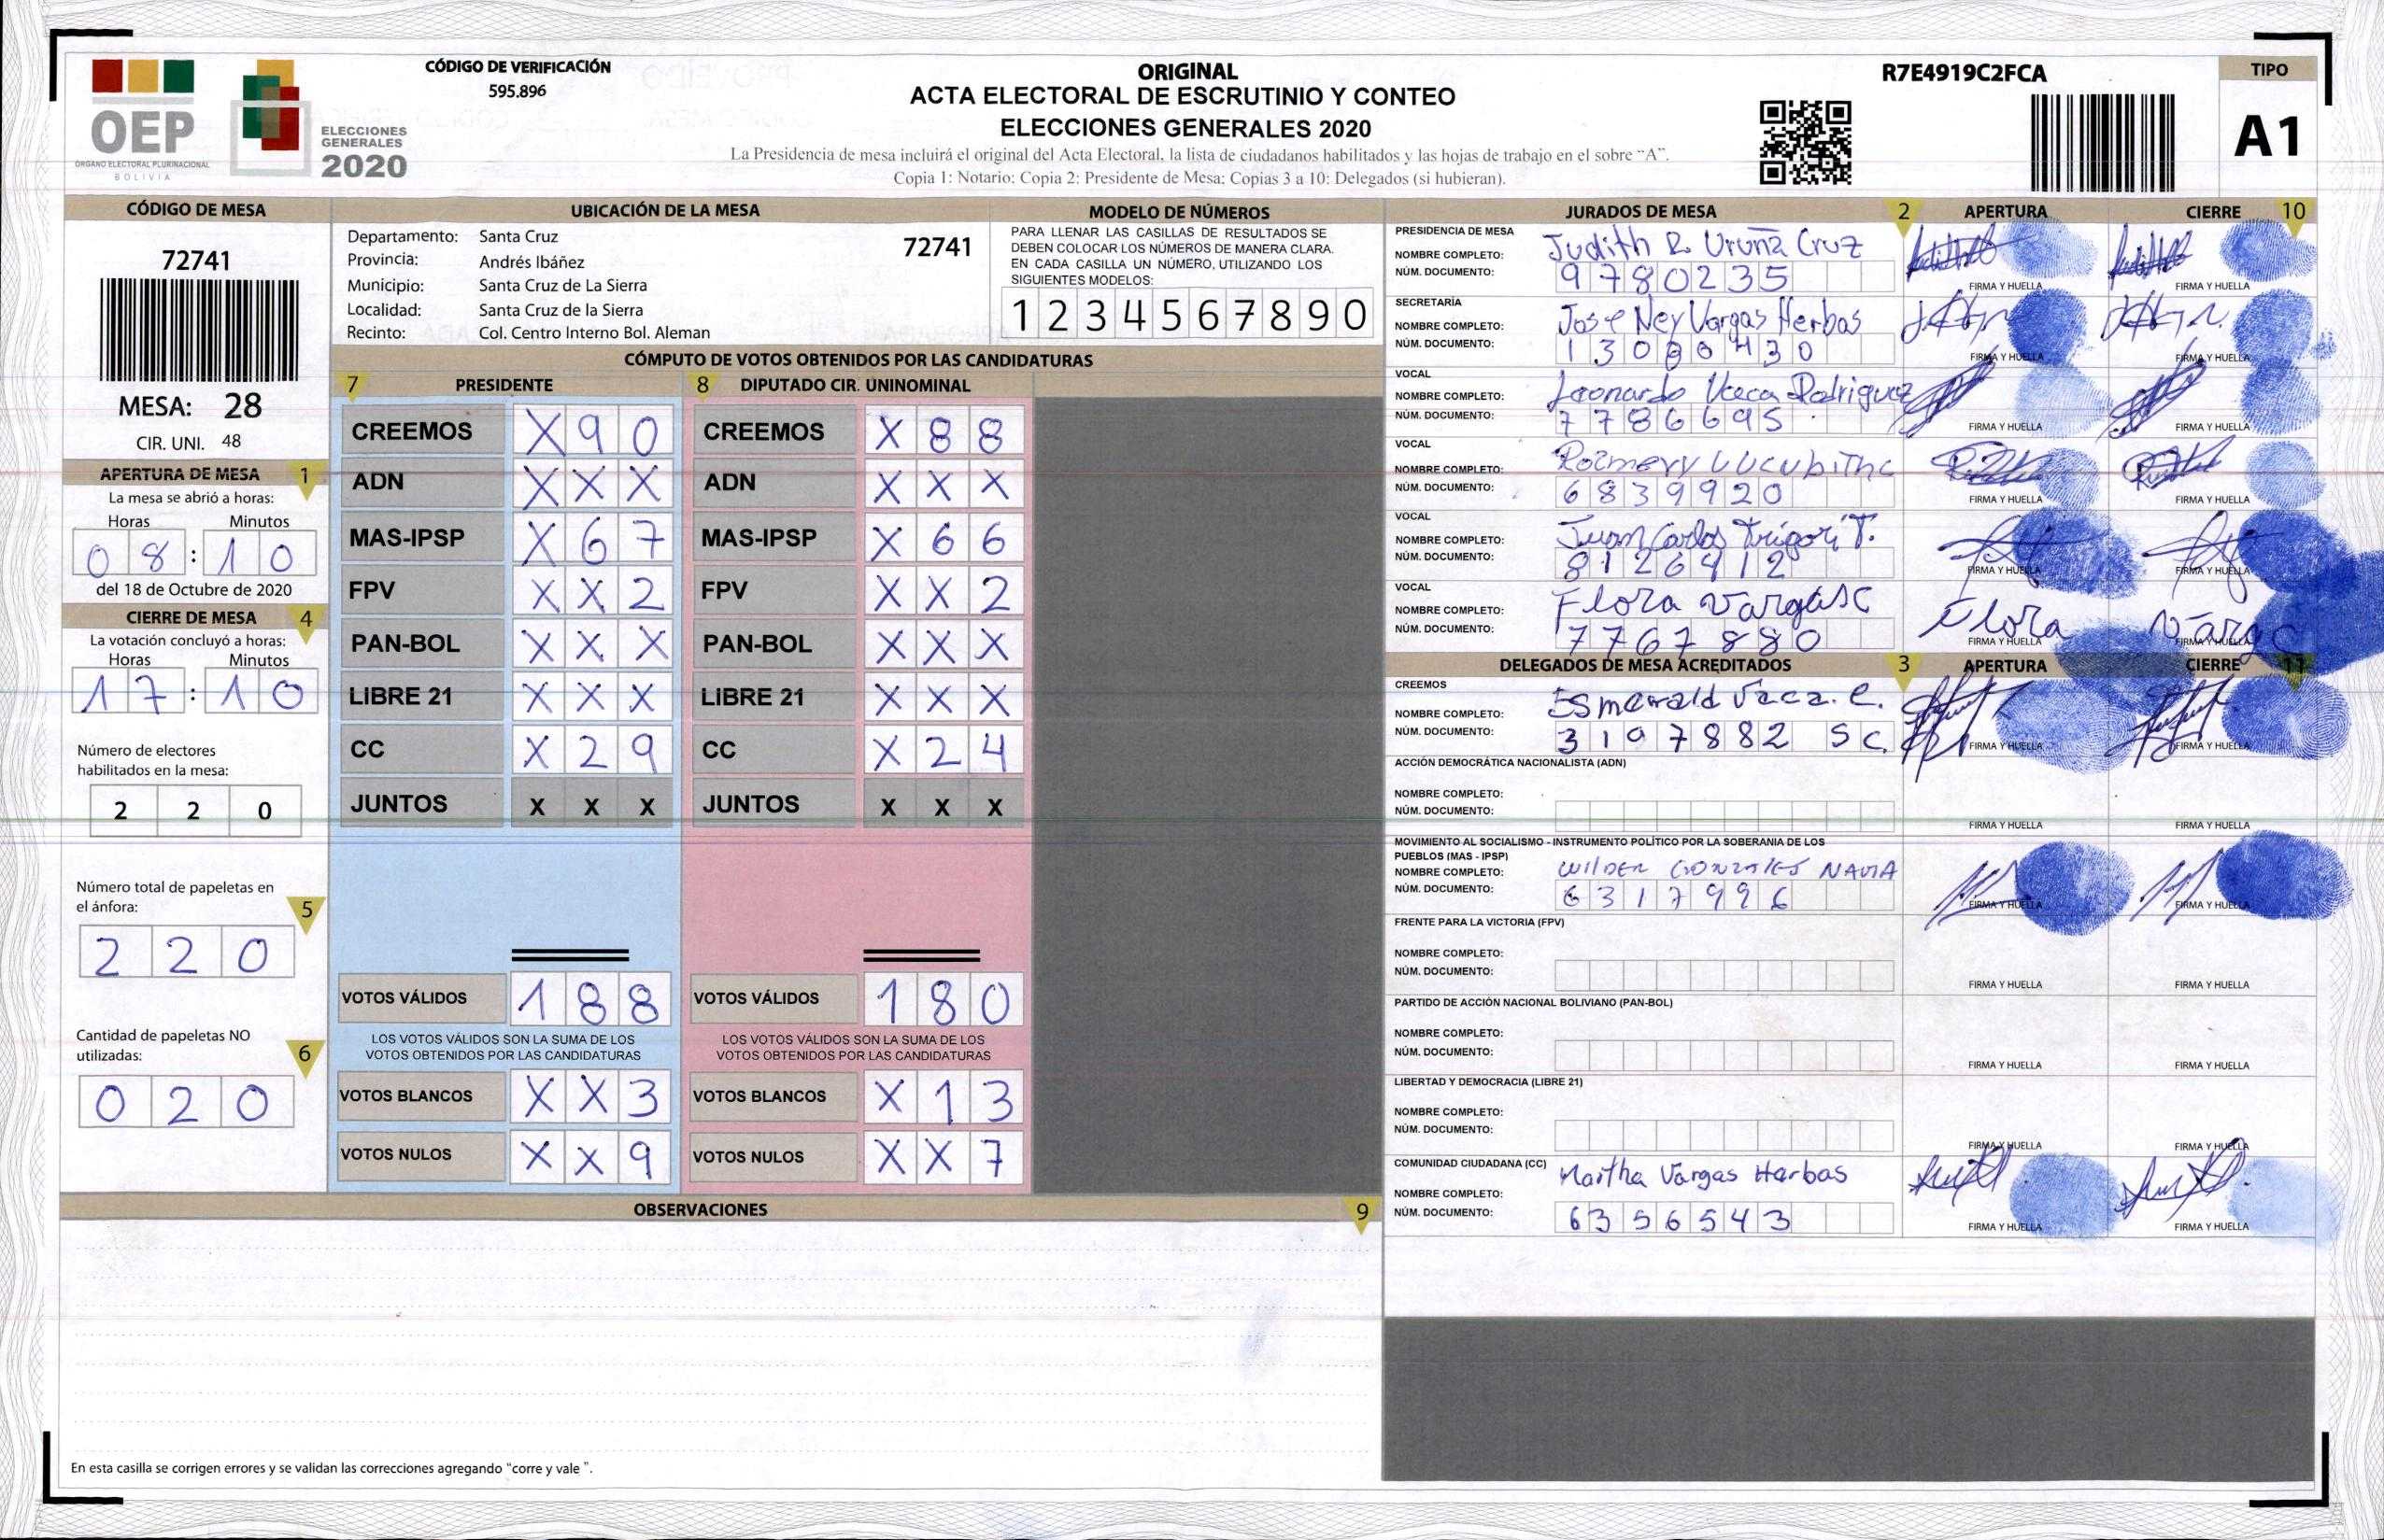 OEP
ÓRGANO ELECTORAL PLURINACIONAL
BOLIVIA
ELECCIONES
GENERALES
2020
CÓDIGO DE VERIFICACIÓN
595.896
ORIGINAL
ACTA ELECTORAL DE ESCRUTINIO Y CONTEO
ELECCIONES GENERALES 2020
La Presidencia de mesa incluirá el original del Acta Electoral, la lista de ciudadanos habilitados y las hojas de trabajo en el sobre "A".
Copia 1: Notario; Copia 2: Presidente de Mesa; Copias 3 a 10: Delegados (si hubieran).
R7E4919C2FCA
TIPO
A1
CÓDIGO DE MESA
72741
MESA: 28
CIR. UNI. 48
APERTURA DE MESA 1
La mesa se abrió a horas:
Horas Minutos
0 8 : 1 0
del 18 de Octubre de 2020
CIERRE DE MESA 4
La votación concluyó a horas:
Horas Minutos
1 7 : 1 0
Número de electores
habilitados en la mesa:
2 2 0
Número total de papeletas en
el ánfora: 5
2 2 0
Cantidad de papeletas NO
utilizadas: 6
0 2 0
UBICACIÓN DE LA MESA
Departamento: Santa Cruz 72741
Provincia: Andrés Ibáñez
Municipio: Santa Cruz de La Sierra
Localidad: Santa Cruz de la Sierra
Recinto: Col. Centro Interno Bol. Aleman
MODELO DE NÚMEROS
PARA LLENAR LAS CASILLAS DE RESULTADOS SE
DEBEN COLOCAR LOS NÚMEROS DE MANERA CLARA.
EN CADA CASILLA UN NÚMERO, UTILIZANDO LOS
SIGUIENTES MODELOS:
1 2 3 4 5 6 7 8 9 0
CÓMPUTO DE VOTOS OBTENIDOS POR LAS CANDIDATURAS
7 PRESIDENTE 8 DIPUTADO CIR. UNINOMINAL
CREEMOS X 9 0 CREEMOS X 8 8
ADN X X X ADN X X X
MAS-IPSP X 6 7 MAS-IPSP X 6 6
FPV X X 2 FPV X X 2
PAN-BOL X X X PAN-BOL X X X
LIBRE 21 X X X LIBRE 21 X X X
CC X 2 9 CC X 2 4
JUNTOS X X X JUNTOS X X X
VOTOS VÁLIDOS 1 8 8 VOTOS VÁLIDOS 1 8 0
LOS VOTOS VÁLIDOS SON LA SUMA DE LOS LOS VOTOS VÁLIDOS SON LA SUMA DE LOS
VOTOS OBTENIDOS POR LAS CANDIDATURAS VOTOS OBTENIDOS POR LAS CANDIDATURAS
VOTOS BLANCOS X X 3 VOTOS BLANCOS X 1 3
VOTOS NULOS X X 9 VOTOS NULOS X X 7
OBSERVACIONES 9
En esta casilla se corrigen errores y se validan las correcciones agregando "corre y vale ".
JURADOS DE MESA 2 APERTURA CIERRE 10
PRESIDENCIA DE MESA
NOMBRE COMPLETO: Judith R. Uruña Cruz
NÚM. DOCUMENTO: 9780235
FIRMA Y HUELLA FIRMA Y HUELLA
SECRETARÍA
NOMBRE COMPLETO: Jose Ney Vargas Herbas
NÚM. DOCUMENTO: 13080430
FIRMA Y HUELLA FIRMA Y HUELLA
VOCAL
NOMBRE COMPLETO: Leonardo Rodriguez
NÚM. DOCUMENTO: 7786695
FIRMA Y HUELLA FIRMA Y HUELLA
VOCAL
NOMBRE COMPLETO: Rozmery
NÚM. DOCUMENTO: 6839920
FIRMA Y HUELLA FIRMA Y HUELLA
VOCAL
NOMBRE COMPLETO: Juan Carlos T.
NÚM. DOCUMENTO: 8126912
FIRMA Y HUELLA FIRMA Y HUELLA
VOCAL
NOMBRE COMPLETO: Flora Vargas C
NÚM. DOCUMENTO: 7767880
Flora Vargas
FIRMA Y HUELLA FIRMA Y HUELLA
DELEGADOS DE MESA ACREDITADOS 3 APERTURA CIERRE 11
CREEMOS
NOMBRE COMPLETO: Esmerald Vaca. C.
NÚM. DOCUMENTO: 3197882 SC.
FIRMA Y HUELLA FIRMA Y HUELLA
ACCIÓN DEMOCRÁTICA NACIONALISTA (ADN)
NOMBRE COMPLETO:
NÚM. DOCUMENTO:
FIRMA Y HUELLA FIRMA Y HUELLA
MOVIMIENTO AL SOCIALISMO - INSTRUMENTO POLÍTICO POR LA SOBERANIA DE LOS
PUEBLOS (MAS - IPSP)
NOMBRE COMPLETO: WILDER GONZALES NAVIA
NÚM. DOCUMENTO: 6317996
FIRMA Y HUELLA FIRMA Y HUELLA
FRENTE PARA LA VICTORIA (FPV)
NOMBRE COMPLETO:
NÚM. DOCUMENTO:
FIRMA Y HUELLA FIRMA Y HUELLA
PARTIDO DE ACCIÓN NACIONAL BOLIVIANO (PAN-BOL)
NOMBRE COMPLETO:
NÚM. DOCUMENTO:
FIRMA Y HUELLA FIRMA Y HUELLA
LIBERTAD Y DEMOCRACIA (LIBRE 21)
NOMBRE COMPLETO:
NÚM. DOCUMENTO:
FIRMA Y HUELLA FIRMA Y HUELLA
COMUNIDAD CIUDADANA (CC)
NOMBRE COMPLETO: Martha Vargas Harbas
NÚM. DOCUMENTO: 6356543
FIRMA Y HUELLA FIRMA Y HUELLA